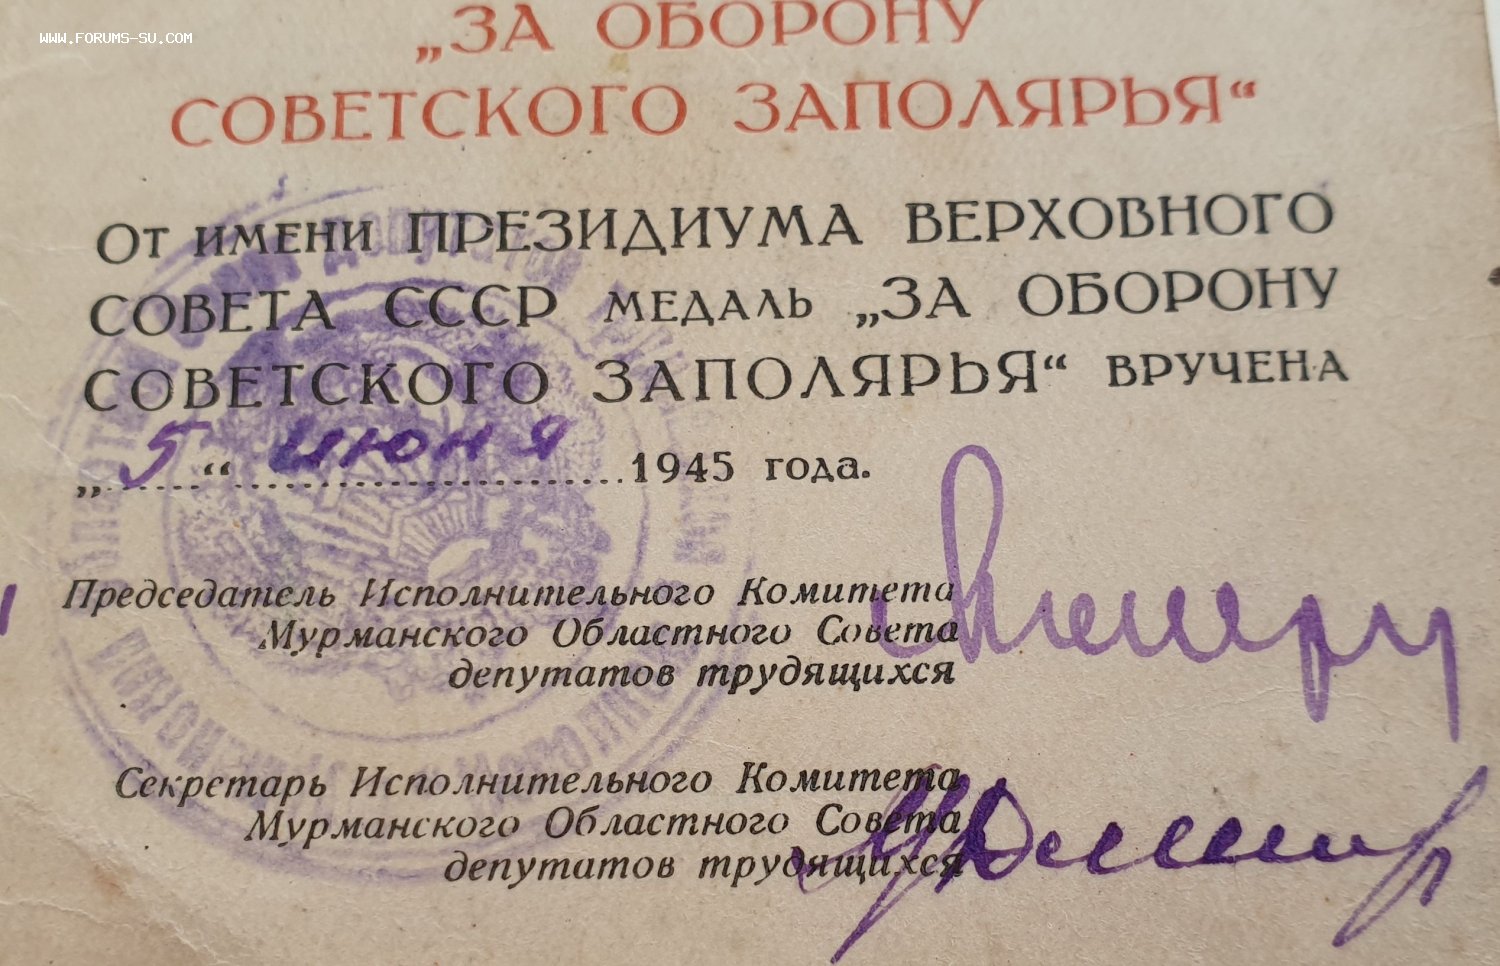 WWW.FORUMS-SU.COM
„ЗА ОБОРОНУ
СОВЕТСКОГО ЗАПОЛЯРЬЯ“
От имени ПРЕЗИДИУМА ВЕРХОВНОГО
СОВЕТА СССР медаль „ЗА ОБОРОНУ
СОВЕТСКОГО ЗАПОЛЯРЬЯ“ вручена
„5“ июня 1945 года.
Председатель Исполнительного Комитета
Мурманского Областного Совета
депутатов трудящихся
Секретарь Исполнительного Комитета
Мурманского Областного Совета
депутатов трудящихся